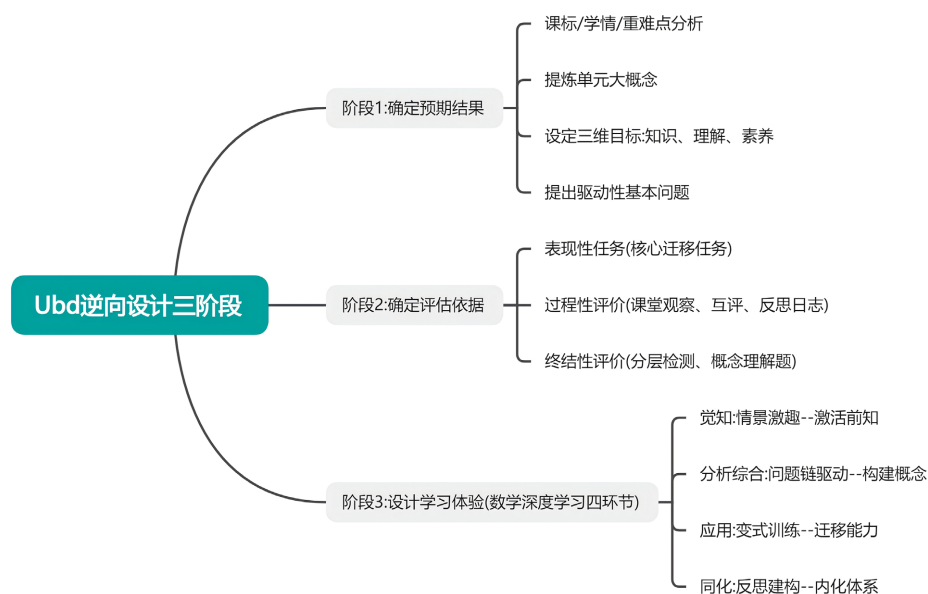 Ubd逆向设计三阶段
阶段1:确定预期结果
课标/学情/重难点分析
提炼单元大概念
设定三维目标:知识、理解、素养
提出驱动性基本问题
阶段2:确定评估依据
表现性任务(核心迁移任务)
过程性评价(课堂观察、互评、反思日志)
终结性评价(分层检测、概念理解题)
阶段3:设计学习体验(数学深度学习四环节)
觉知:情景激趣--激活前知
分析综合:问题链驱动--构建概念
应用:变式训练--迁移能力
同化:反思建构--内化体系